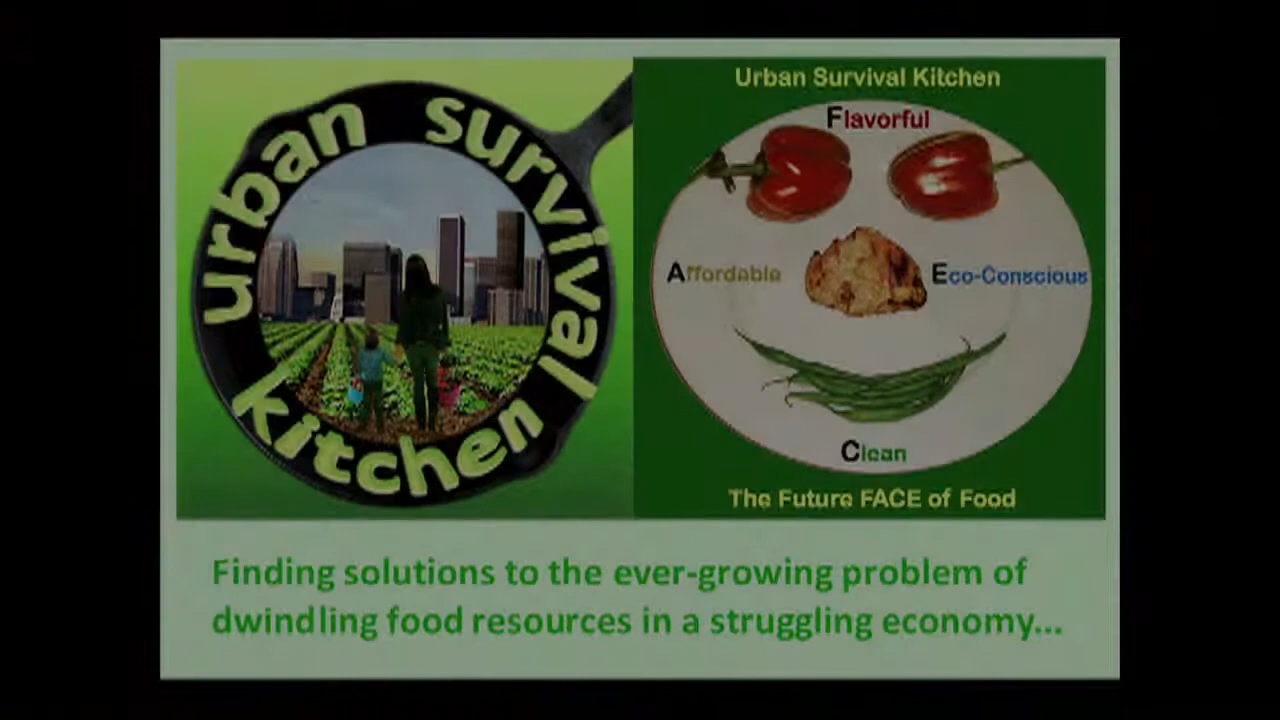 urban survival
kitchen
Urban Survival Kitchen
Flavorful
Affordable
Eco-Conscious
Clean
The Future FACE of Food
Finding solutions to the ever-growing problem of
dwindling food resources in a struggling economy...